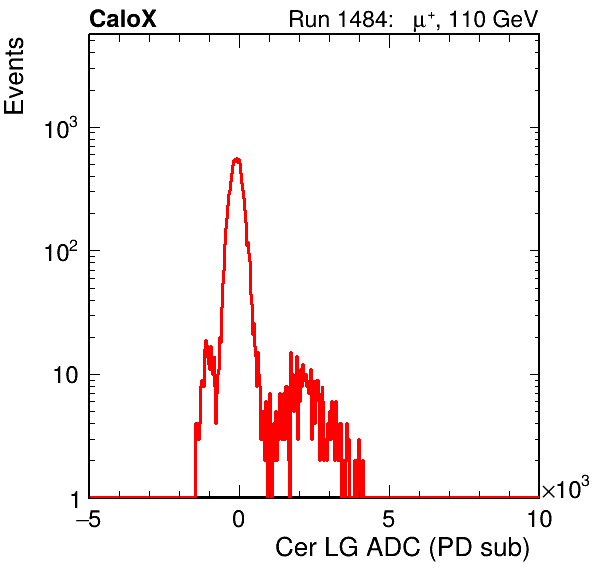 CaloX Run 1484: μ⁺, 110 GeV
Events
10³
10²
10
1
−5 0 5 10 ×10³
Cer LG ADC (PD sub)